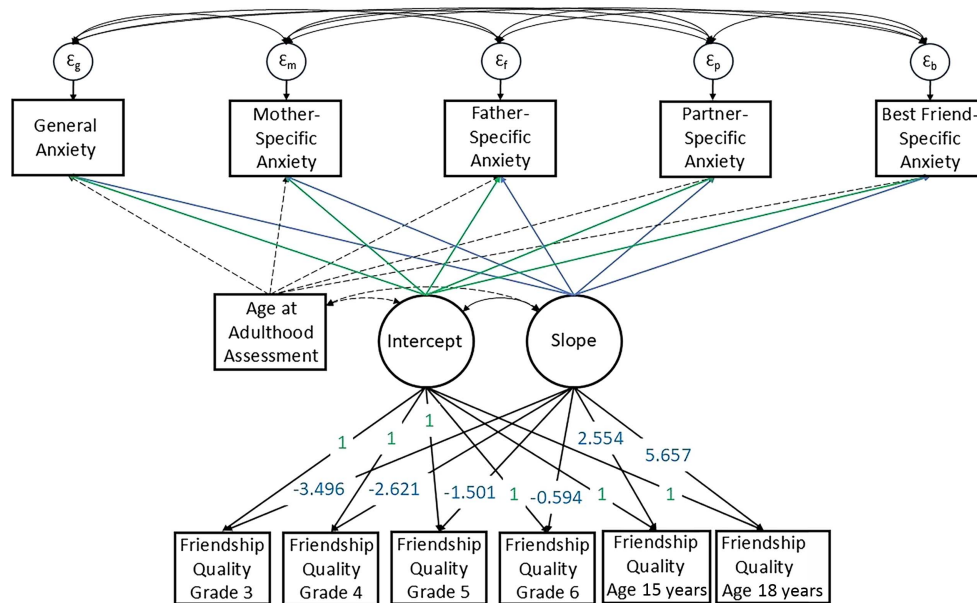 εg
εm
εf
εp
εb
General
Anxiety
Mother-
Specific
Anxiety
Father-
Specific
Anxiety
Partner-
Specific
Anxiety
Best Friend-
Specific
Anxiety
Age at
Adulthood
Assessment
Intercept
Slope
1
1
1
2.554
5.657
-3.496
-2.621
-1.501
1
-0.594
1
1
Friendship
Quality
Grade 3
Friendship
Quality
Grade 4
Friendship
Quality
Grade 5
Friendship
Quality
Grade 6
Friendship
Quality
Age 15 years
Friendship
Quality
Age 18 years